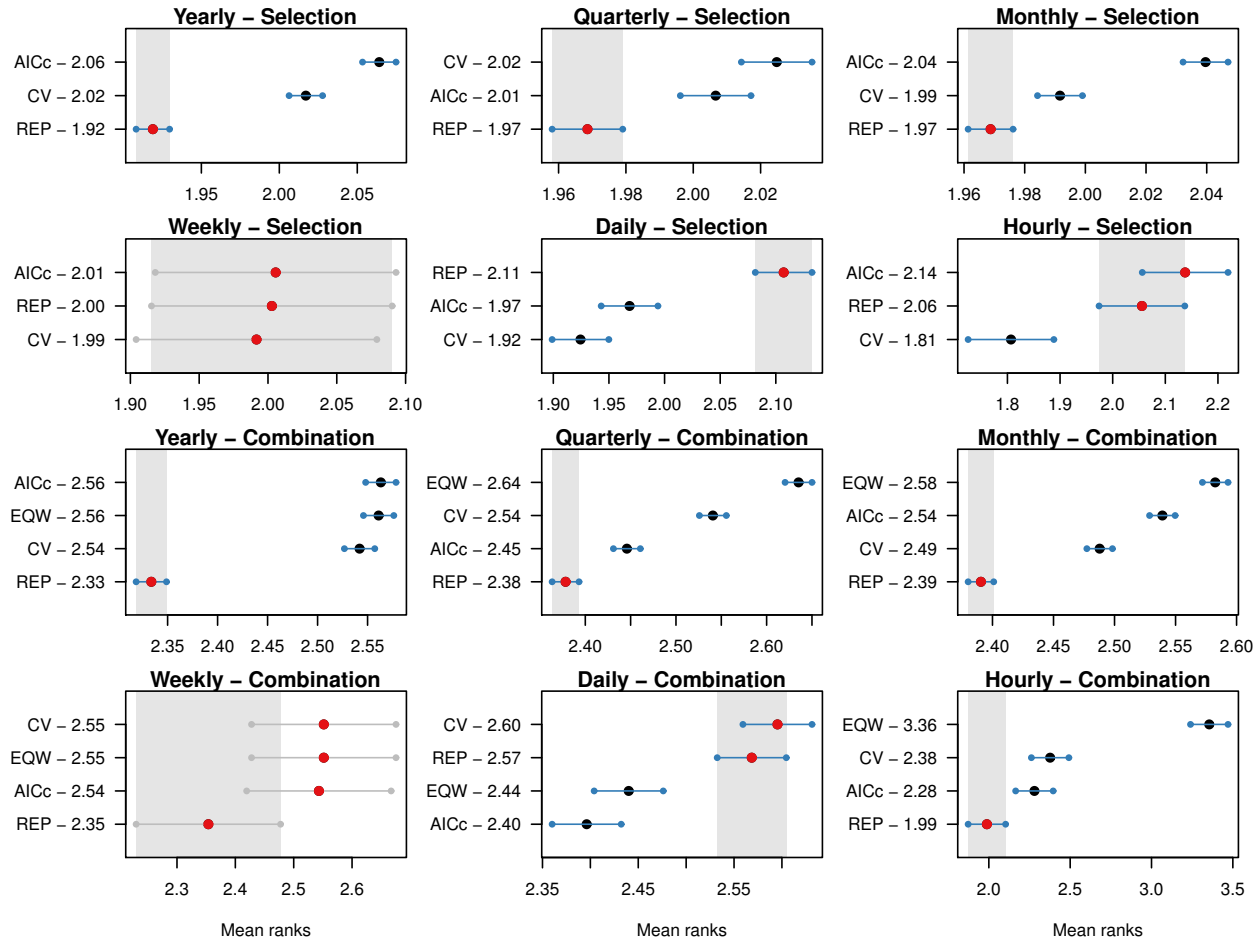 Yearly − Selection
AICc − 2.06
CV − 2.02
REP − 1.92
1.95 2.00 2.05
Quarterly − Selection
CV − 2.02
AICc − 2.01
REP − 1.97
1.96 1.98 2.00 2.02
Monthly − Selection
AICc − 2.04
CV − 1.99
REP − 1.97
1.96 1.98 2.00 2.02 2.04
Weekly − Selection
AICc − 2.01
REP − 2.00
CV − 1.99
1.90 1.95 2.00 2.05 2.10
Daily − Selection
REP − 2.11
AICc − 1.97
CV − 1.92
1.90 1.95 2.00 2.05 2.10
Hourly − Selection
AICc − 2.14
REP − 2.06
CV − 1.81
1.8 1.9 2.0 2.1 2.2
Yearly − Combination
AICc − 2.56
EQW − 2.56
CV − 2.54
REP − 2.33
2.35 2.40 2.45 2.50 2.55
Quarterly − Combination
EQW − 2.64
CV − 2.54
AICc − 2.45
REP − 2.38
2.40 2.50 2.60
Monthly − Combination
EQW − 2.58
AICc − 2.54
CV − 2.49
REP − 2.39
2.40 2.45 2.50 2.55 2.60
Weekly − Combination
CV − 2.55
EQW − 2.55
AICc − 2.54
REP − 2.35
2.3 2.4 2.5 2.6
Mean ranks
Daily − Combination
CV − 2.60
REP − 2.57
EQW − 2.44
AICc − 2.40
2.35 2.45 2.55
Mean ranks
Hourly − Combination
EQW − 3.36
CV − 2.38
AICc − 2.28
REP − 1.99
2.0 2.5 3.0 3.5
Mean ranks